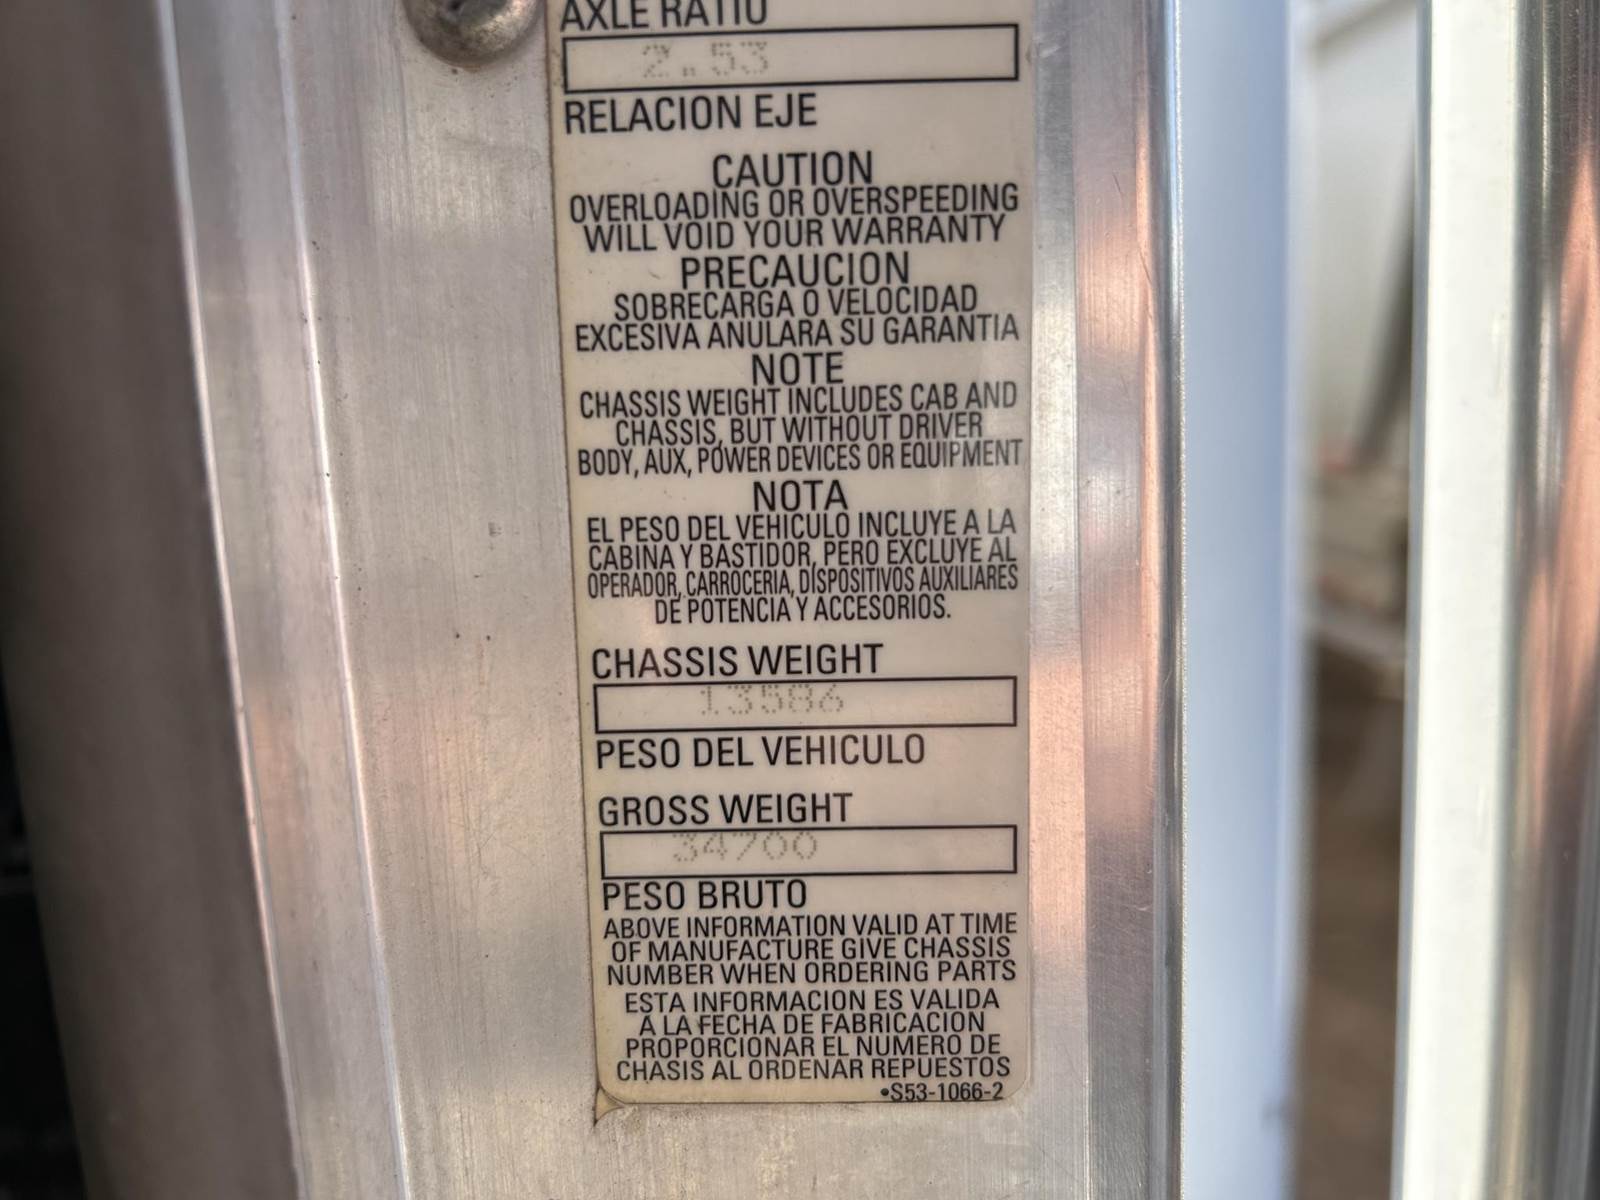 AXLE RATIO
2.53
RELACION EJE
CAUTION
OVERLOADING OR OVERSPEEDING
WILL VOID YOUR WARRANTY
PRECAUCION
SOBRECARGA O VELOCIDAD
EXCESIVA ANULARA SU GARANTIA
NOTE
CHASSIS WEIGHT INCLUDES CAB AND
CHASSIS, BUT WITHOUT DRIVER
BODY, AUX, POWER DEVICES OR EQUIPMENT
NOTA
EL PESO DEL VEHICULO INCLUYE A LA
CABINA Y BASTIDOR, PERO EXCLUYE AL
OPERADOR, CARROCERIA, DISPOSITIVOS AUXILIARES
DE POTENCIA Y ACCESORIOS.
CHASSIS WEIGHT
13586
PESO DEL VEHICULO
GROSS WEIGHT
34700
PESO BRUTO
ABOVE INFORMATION VALID AT TIME
OF MANUFACTURE GIVE CHASSIS
NUMBER WHEN ORDERING PARTS
ESTA INFORMACION ES VALIDA
A LA FECHA DE FABRICACION
PROPORCIONAR EL NUMERO DE
CHASIS AL ORDENAR REPUESTOS
•S53-1066-2